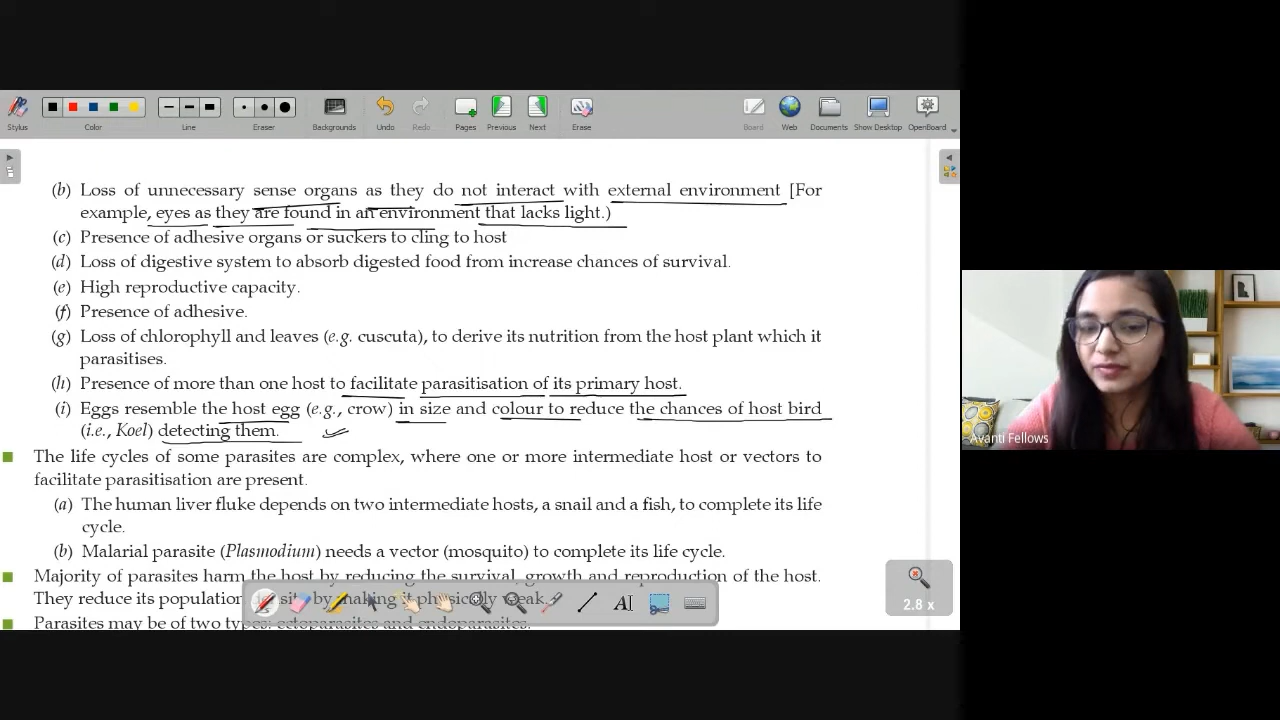 Stylus
Color
Line
Eraser
Backgrounds
Undo
Redo
Pages
Previous
Next
Erase
Board
Web
Documents
Show Desktop
OpenBoard
(b) Loss of unnecessary sense organs as they do not interact with external environment [For
example, eyes as they are found in an environment that lacks light.)
(c) Presence of adhesive organs or suckers to cling to host
(d) Loss of digestive system to absorb digested food from increase chances of survival.
(e) High reproductive capacity.
(f) Presence of adhesive.
(g) Loss of chlorophyll and leaves (e.g. cuscuta), to derive its nutrition from the host plant which it
parasitises.
(h) Presence of more than one host to facilitate parasitisation of its primary host.
(i) Eggs resemble the host egg (e.g., crow) in size and colour to reduce the chances of host bird
(i.e., Koel) detecting them.
The life cycles of some parasites are complex, where one or more intermediate host or vectors to
facilitate parasitisation are present.
(a) The human liver fluke depends on two intermediate hosts, a snail and a fish, to complete its life
cycle.
(b) Malarial parasite (Plasmodium) needs a vector (mosquito) to complete its life cycle.
Majority of parasites harm the host by reducing the survival, growth and reproduction of the host.
They reduce its population by making it physically weak.
Parasites may be of two types: ectoparasites and endoparasites.
2.8 x
Avanti Fellows